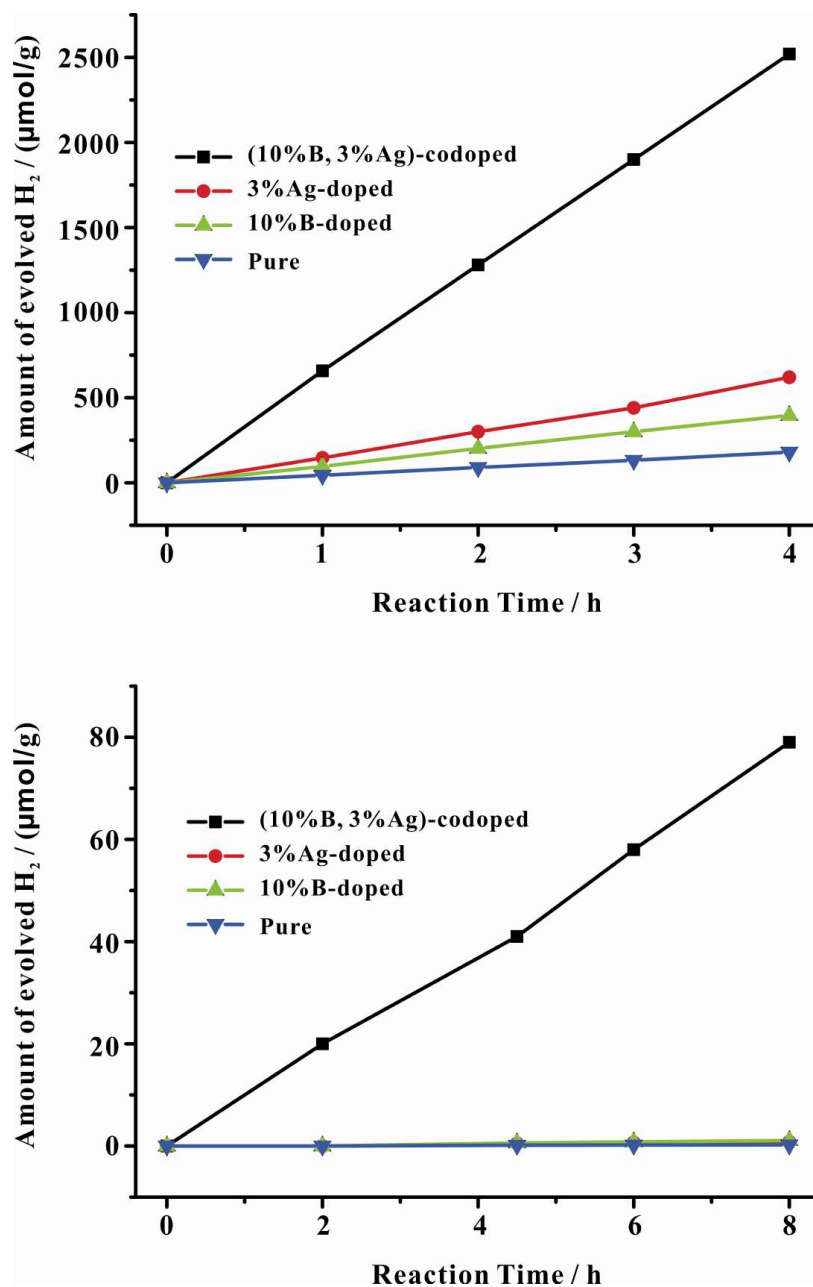 Amount of evolved H₂ / (μmol/g)
2500
2000
1500
1000
500
0
(10%B, 3%Ag)-codoped
3%Ag-doped
10%B-doped
Pure
0 1 2 3 4
Reaction Time / h
Amount of evolved H₂ / (μmol/g)
80
60
40
20
0
(10%B, 3%Ag)-codoped
3%Ag-doped
10%B-doped
Pure
0 2 4 6 8
Reaction Time / h